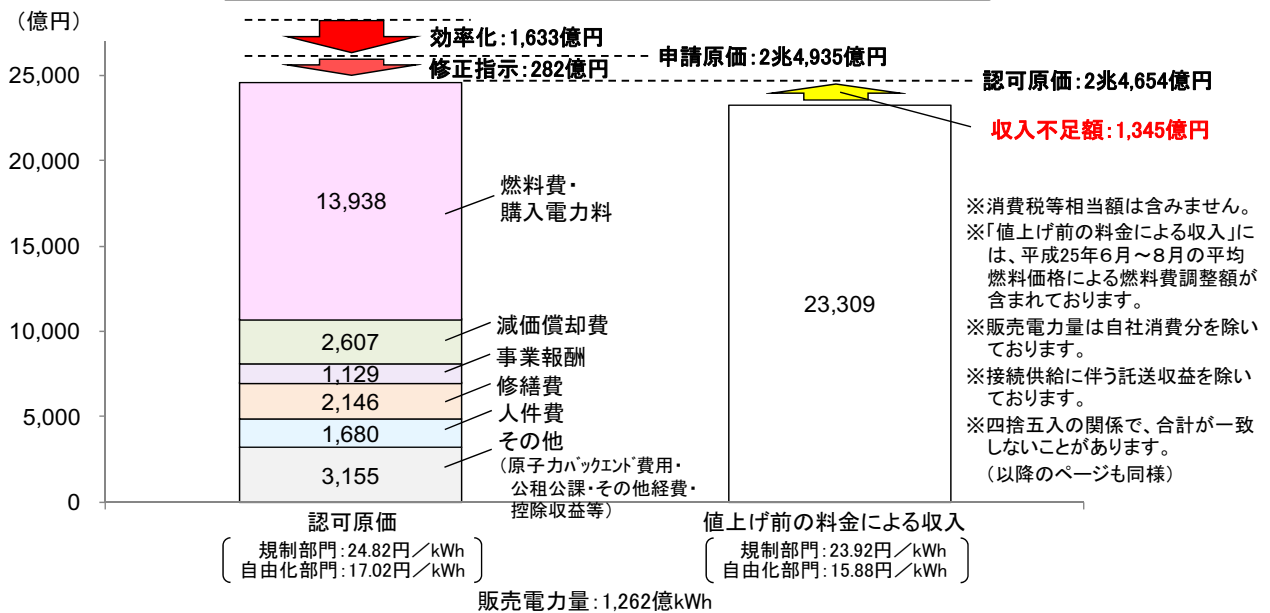 （億円）
効率化：1,633億円
申請原価：2兆4,935億円
修正指示：282億円
認可原価：2兆4,654億円
収入不足額：1,345億円
25,000
20,000
15,000
10,000
5,000
0
13,938
燃料費・
購入電力料
2,607
減価償却費
1,129
事業報酬
2,146
修繕費
1,680
人件費
3,155
その他
（原子力ﾊﾞｯｸｴﾝﾄﾞ費用・
公租公課・その他経費・
控除収益等）
23,309
※消費税等相当額は含みません。
※「値上げ前の料金による収入」に
は、平成25年６月～８月の平均
燃料価格による燃料費調整額が
含まれております。
※販売電力量は自社消費分を除い
ております。
※接続供給に伴う託送収益を除い
ております。
※四捨五入の関係で、合計が一致
しないことがあります。
（以降のページも同様）
認可原価
規制部門：24.82円／kWh
自由化部門：17.02円／kWh
値上げ前の料金による収入
規制部門：23.92円／kWh
自由化部門：15.88円／kWh
販売電力量：1,262億kWh